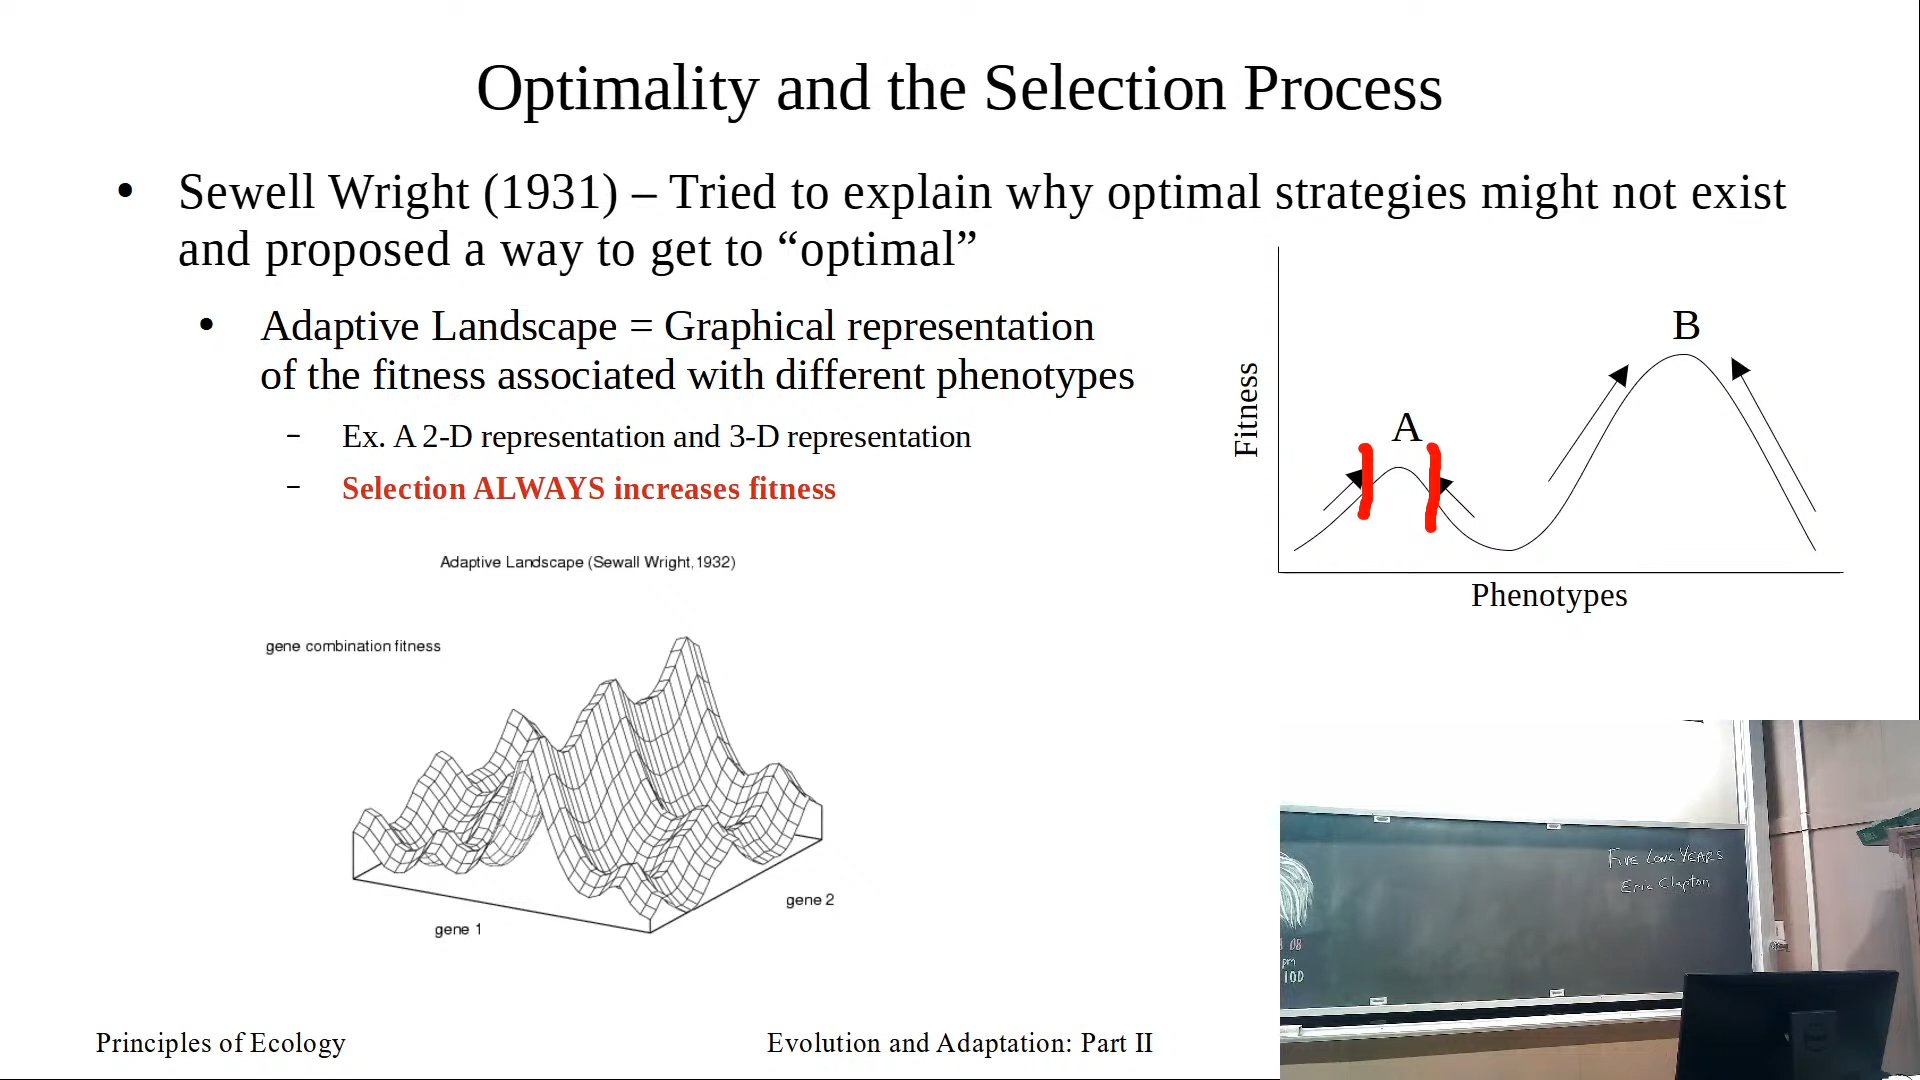 Optimality and the Selection Process
• Sewell Wright (1931) – Tried to explain why optimal strategies might not exist
and proposed a way to get to “optimal”
• Adaptive Landscape = Graphical representation
of the fitness associated with different phenotypes
– Ex. A 2-D representation and 3-D representation
– Selection ALWAYS increases fitness
B
A
Fitness
Phenotypes
Adaptive Landscape (Sewall Wright, 1932)
gene combination fitness
gene 1
gene 2
FIVE LONG YEARS
Eric Clapton
08
pm
100
Principles of Ecology
Evolution and Adaptation: Part II